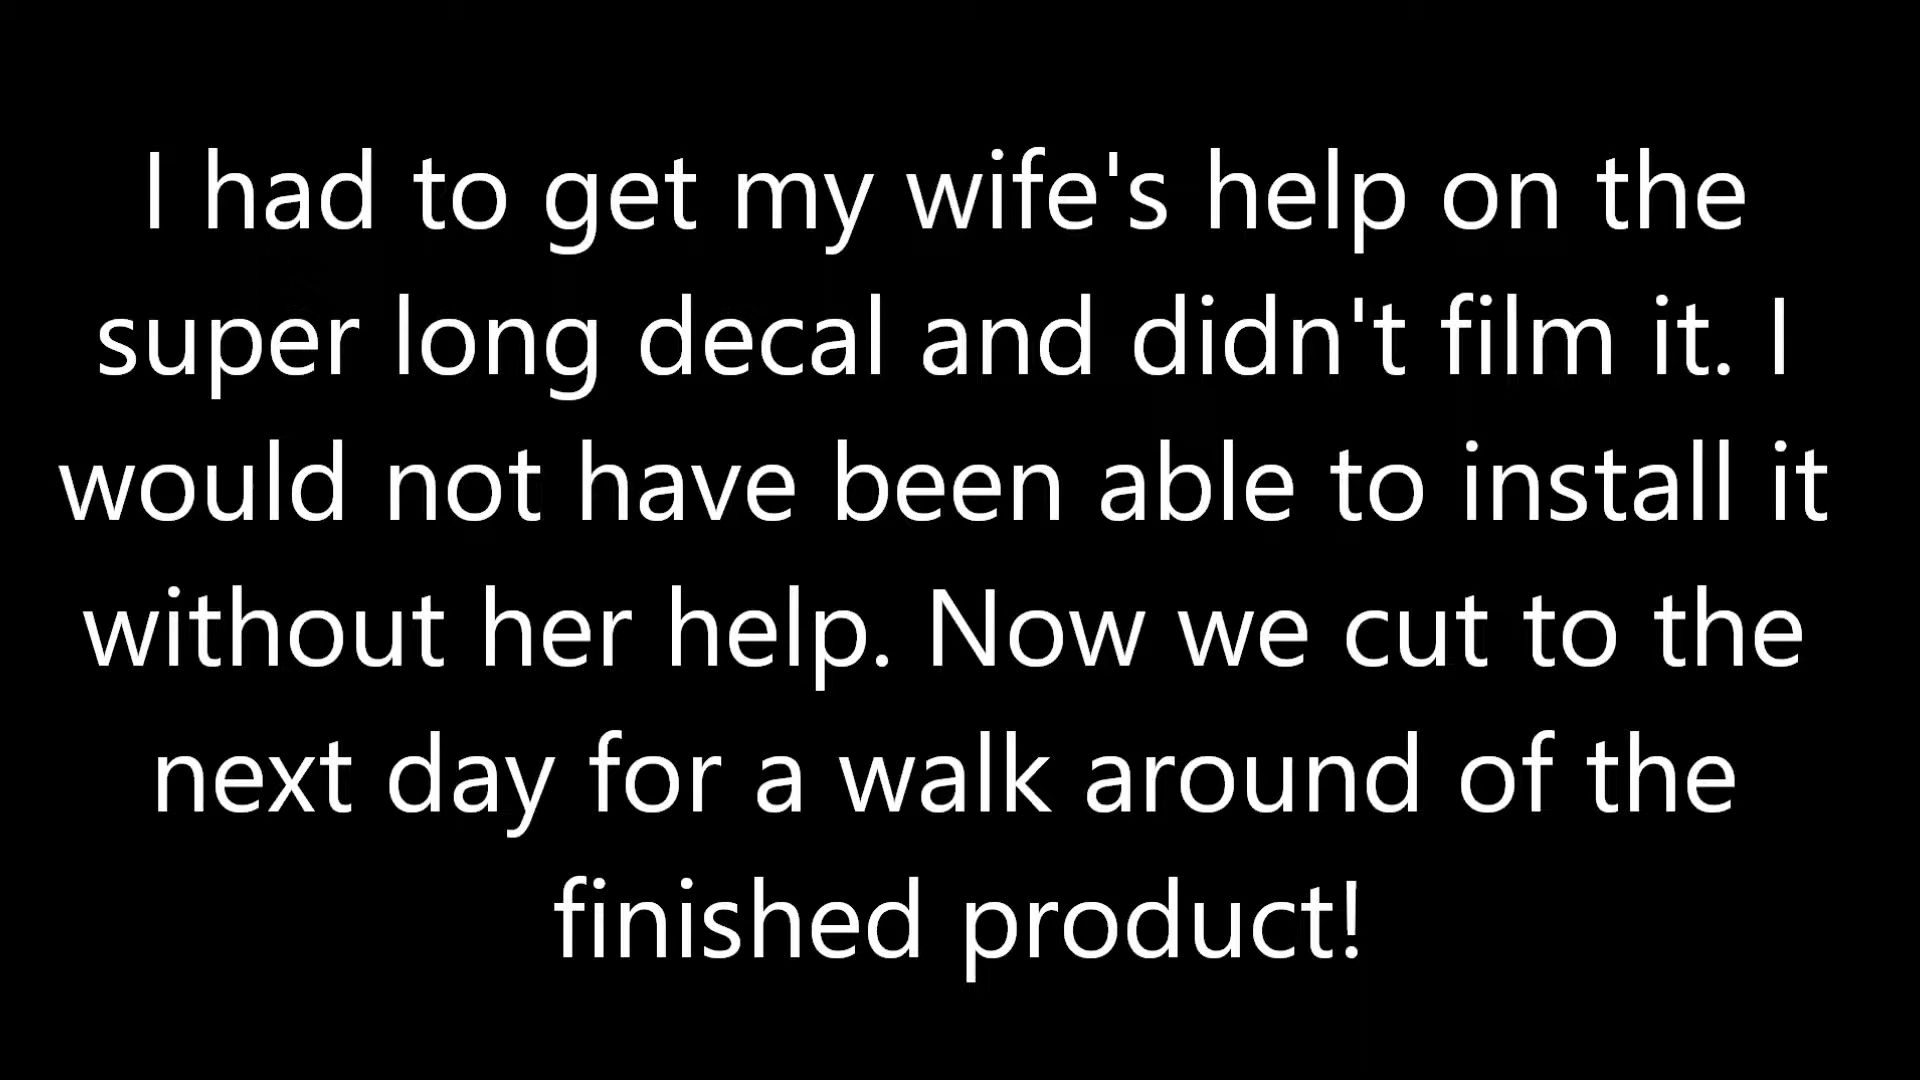 I had to get my wife's help on the
super long decal and didn't film it. I
would not have been able to install it
without her help. Now we cut to the
next day for a walk around of the
finished product!